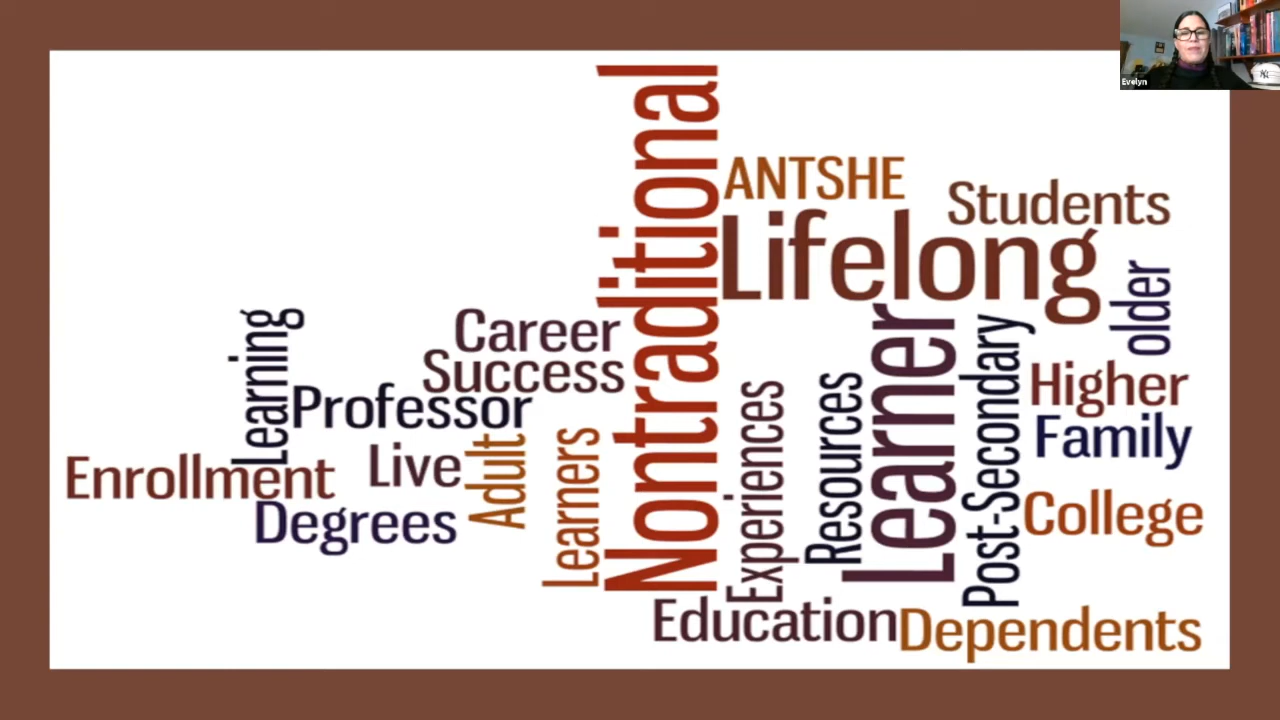 Evelyn
Nontraditional
ANTSHE
Students
Lifelong
older
Learning
Career
Success
Professor
Learner
Post-Secondary
Higher
Family
Enrollment
Live
Adult
Learners
Experiences
Resources
College
Degrees
Education
Dependents